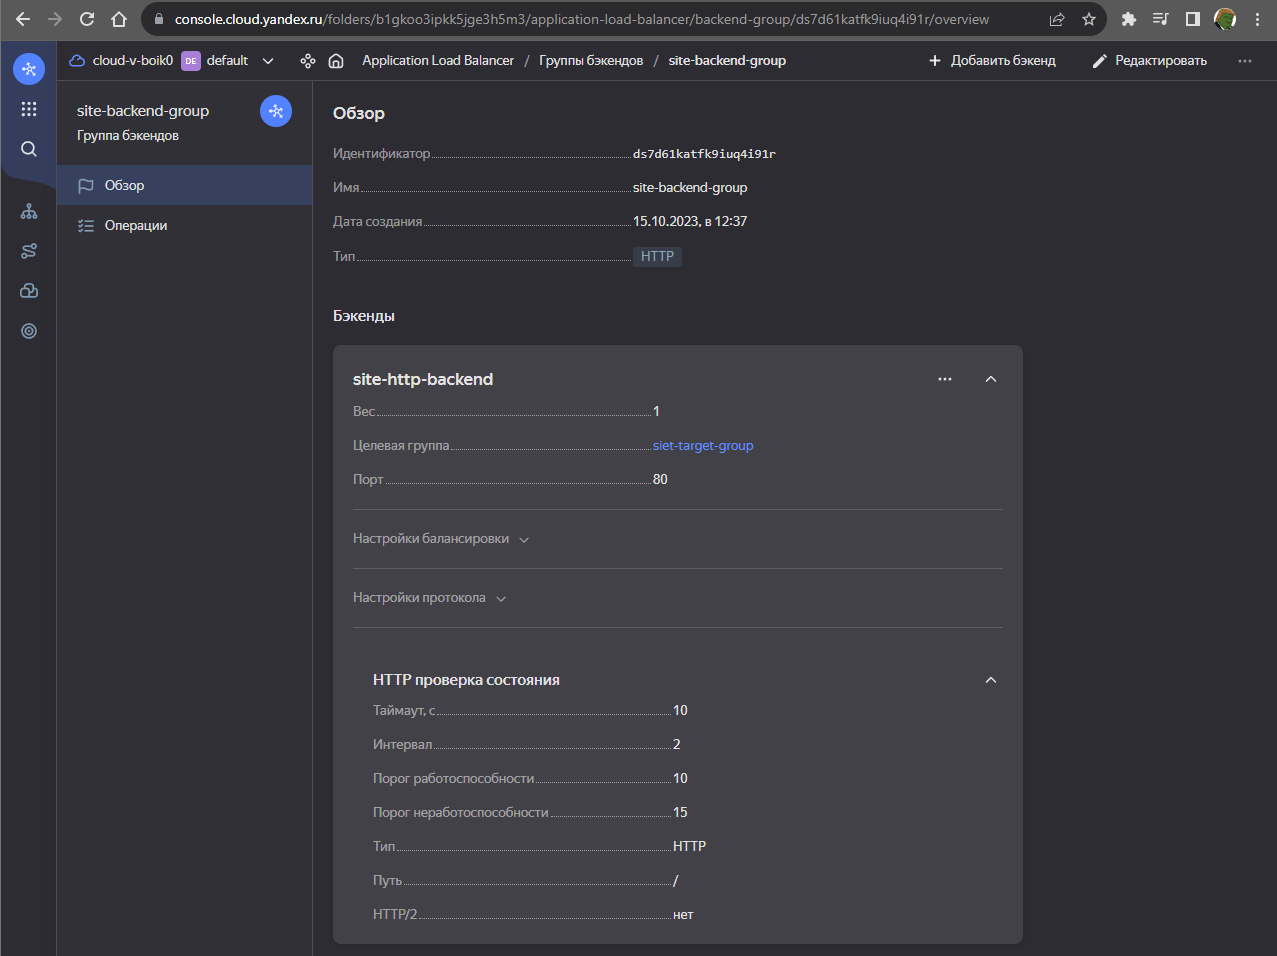 console.cloud.yandex.ru/folders/b1gkoo3ipkk5jge3h5m3/application-load-balancer/backend-group/ds7d61katfk9iuq4i91r/overview
cloud-v-boik0 DE default Application Load Balancer / Группы бэкендов / site-backend-group + Добавить бэкенд Редактировать ...
site-backend-group
Группа бэкендов
Обзор
Операции
Обзор
Идентификатор ds7d61katfk9iuq4i91r
Имя site-backend-group
Дата создания 15.10.2023, в 12:37
Тип HTTP
Бэкенды
site-http-backend
Вес 1
Целевая группа siet-target-group
Порт 80
Настройки балансировки
Настройки протокола
HTTP проверка состояния
Таймаут, с 10
Интервал 2
Порог работоспособности 10
Порог неработоспособности 15
Тип HTTP
Путь /
HTTP/2 нет